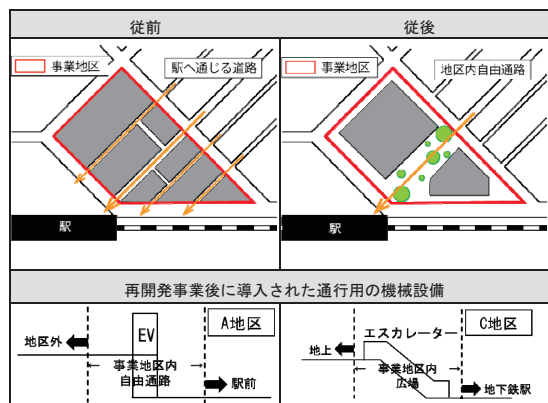 従前
従後
事業地区
駅へ通じる道路
駅
事業地区
地区内自由通路
駅
再開発事業後に導入された通行用の機械設備
EV
A地区
地区外
事業地区内
自由通路
駅前
エスカレーター
C地区
地上
事業地区内
広場
地下鉄駅